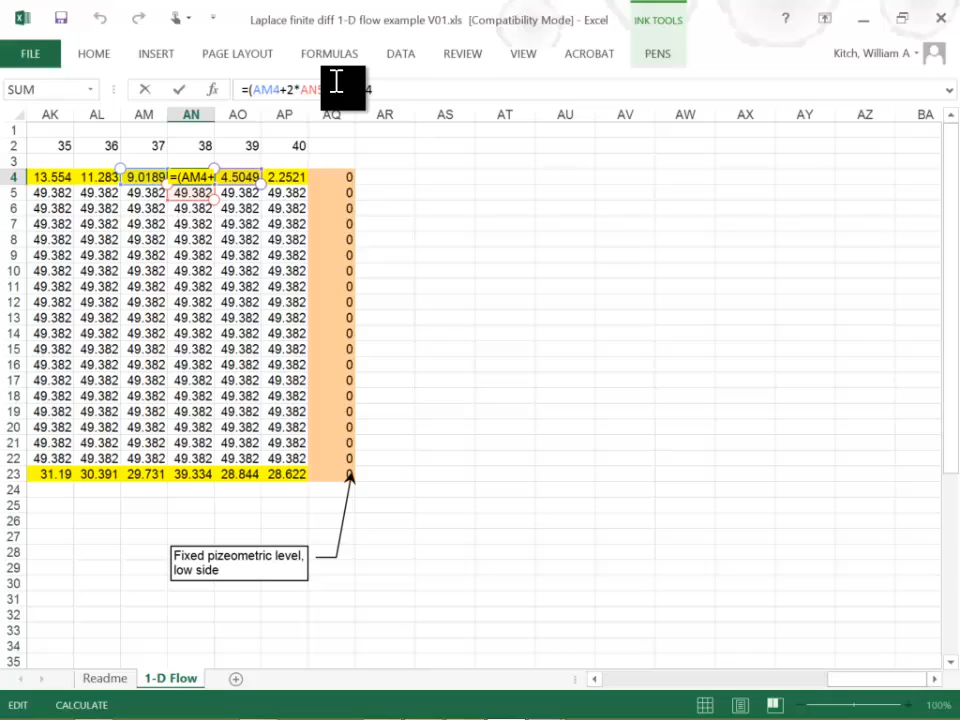 Laplace finite diff 1-D flow example V01.xls [Compatibility Mode] - Excel
INK TOOLS
?
FILE HOME INSERT PAGE LAYOUT FORMULAS DATA REVIEW VIEW ACROBAT PENS
Kitch, William A
SUM fx =(AM4+2*AN5 4
AK AL AM AN AO AP AQ AR AS AT AU AV AW AX AY AZ BA
1
2 35 36 37 38 39 40
3
4 13.554 11.283 9.0189 =(AM4+ 4.5049 2.2521 0
5 49.382 49.382 49.382 49.382 49.382 49.382 0
6 49.382 49.382 49.382 49.382 49.382 49.382 0
7 49.382 49.382 49.382 49.382 49.382 49.382 0
8 49.382 49.382 49.382 49.382 49.382 49.382 0
9 49.382 49.382 49.382 49.382 49.382 49.382 0
10 49.382 49.382 49.382 49.382 49.382 49.382 0
11 49.382 49.382 49.382 49.382 49.382 49.382 0
12 49.382 49.382 49.382 49.382 49.382 49.382 0
13 49.382 49.382 49.382 49.382 49.382 49.382 0
14 49.382 49.382 49.382 49.382 49.382 49.382 0
15 49.382 49.382 49.382 49.382 49.382 49.382 0
16 49.382 49.382 49.382 49.382 49.382 49.382 0
17 49.382 49.382 49.382 49.382 49.382 49.382 0
18 49.382 49.382 49.382 49.382 49.382 49.382 0
19 49.382 49.382 49.382 49.382 49.382 49.382 0
20 49.382 49.382 49.382 49.382 49.382 49.382 0
21 49.382 49.382 49.382 49.382 49.382 49.382 0
22 49.382 49.382 49.382 49.382 49.382 49.382 0
23 31.19 30.391 29.731 39.334 28.844 28.622 0
24
25
26
27
28
29
30
31
32
33
34
35
Fixed pizeometric level,
low side
Readme 1-D Flow
EDIT CALCULATE 100%